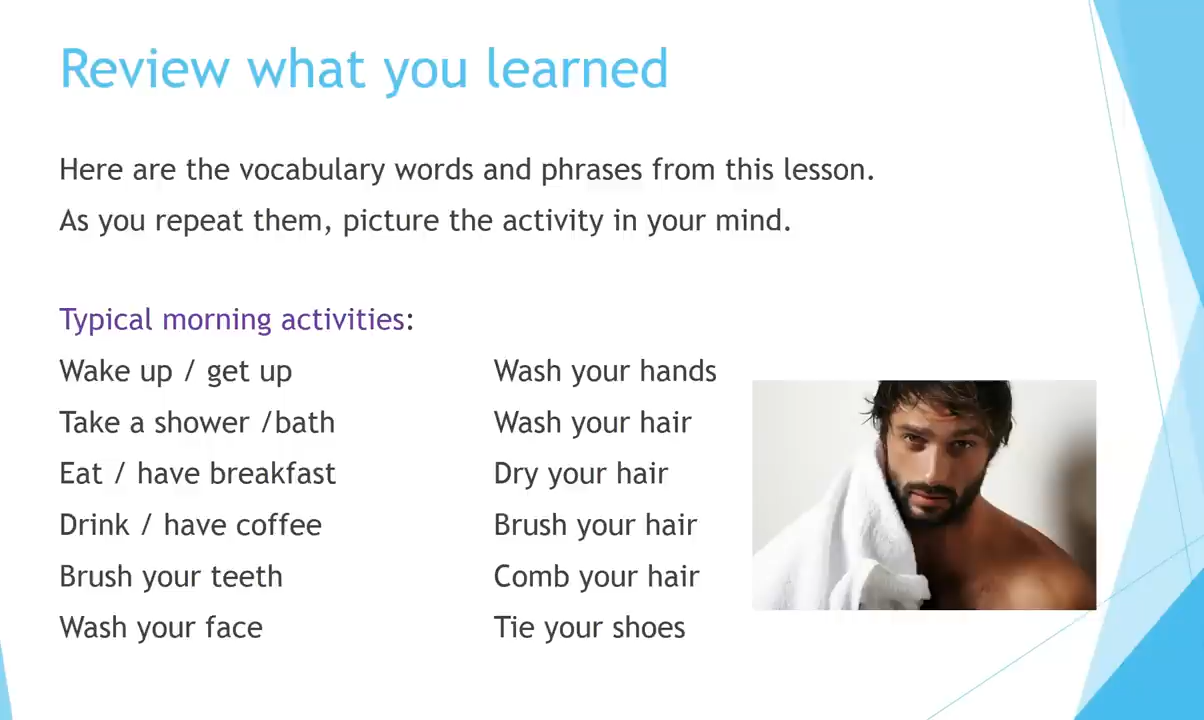 Review what you learned
Here are the vocabulary words and phrases from this lesson.
As you repeat them, picture the activity in your mind.
Typical morning activities:
Wake up / get up
Take a shower /bath
Eat / have breakfast
Drink / have coffee
Brush your teeth
Wash your face
Wash your hands
Wash your hair
Dry your hair
Brush your hair
Comb your hair
Tie your shoes